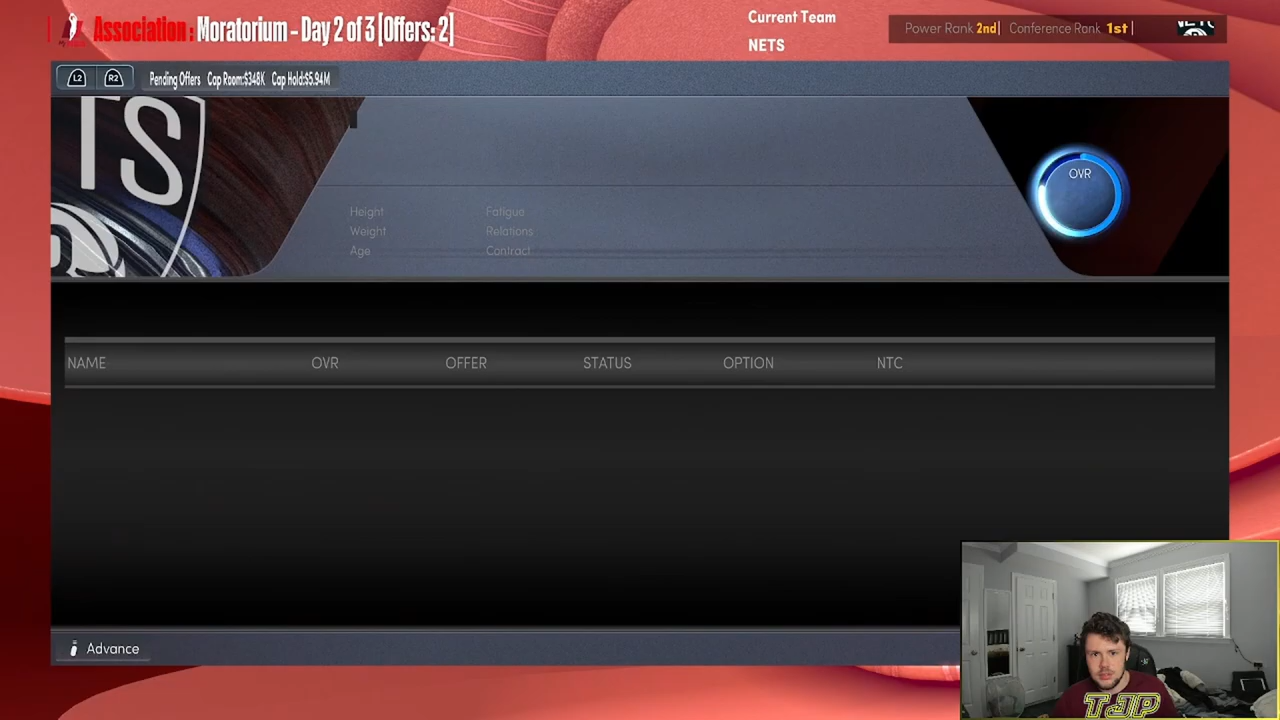 Association : Moratorium - Day 2 of 3 [Offers: 2]
Current Team
NETS
Power Rank 2nd| Conference Rank 1st|
L2 R2 Pending Offers Cap Room:$348K Cap Hold:$5.94M
TS
OVR
Height Fatigue
Weight Relations
Age Contract
NAME OVR OFFER STATUS OPTION NTC
Advance
TJP